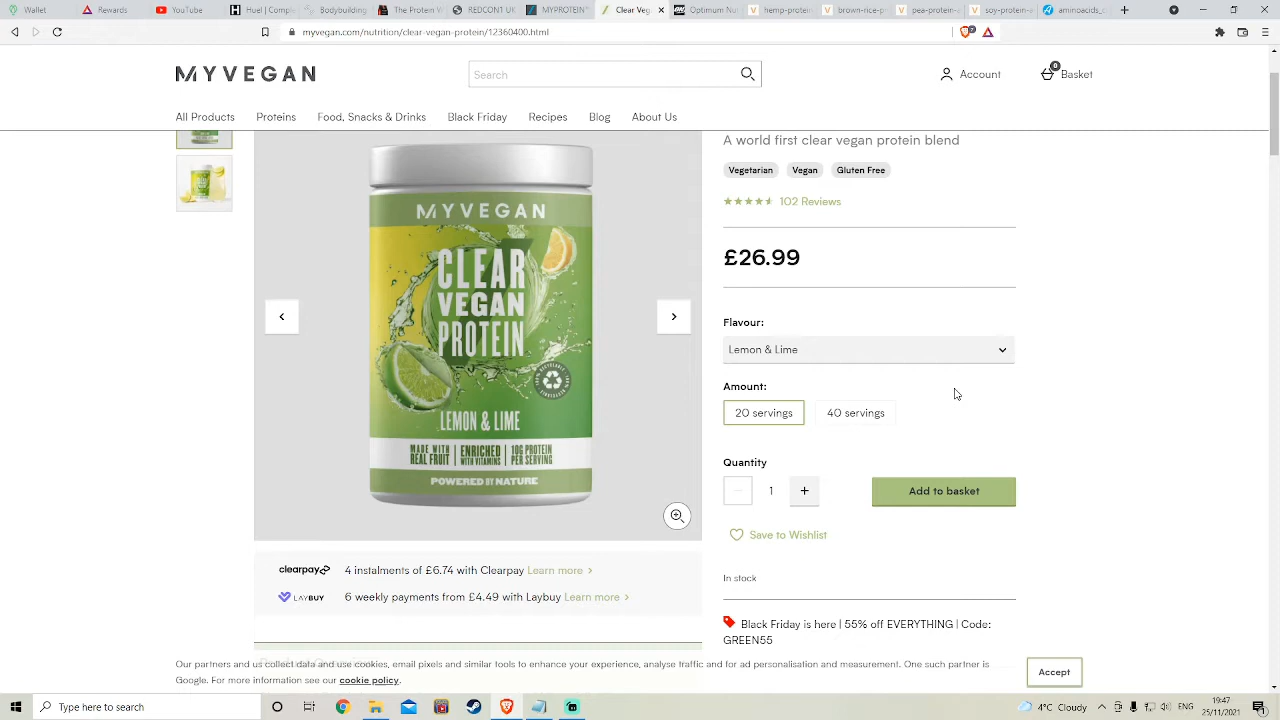 Wallet
Rewards
YouTube
The Home
REDCON1 UK
MYPROTEIN
Clear Veg
Optimum
pro-protein
pro-protein
pea-protein
soy-protein
aminoacids_
myvegan.com/nutrition/clear-vegan-protein/12360400.html
MYVEGAN
Search
Account
0
Basket
All Products
Proteins
Food, Snacks & Drinks
Black Friday
Recipes
Blog
About Us
A world first clear vegan protein blend
Vegetarian
Vegan
Gluten Free
102 Reviews
£26.99
Flavour:
Lemon & Lime
Amount:
20 servings
40 servings
Quantity
1
Add to basket
Save to Wishlist
In stock
Black Friday is here | 55% off EVERYTHING | Code:
GREEN55
MYVEGAN
CLEAR
VEGAN
PROTEIN
LEMON & LIME
MADE WITH REAL FRUIT | ENRICHED WITH VITAMINS | 10G PROTEIN PER SERVING
POWERED BY NATURE
clearpay
4 instalments of £6.74 with Clearpay Learn more
LAYBUY
6 weekly payments from £4.49 with Laybuy Learn more
Our partners and us collect data and use cookies, email pixels and similar tools to enhance your experience, analyse traffic and for ad personalisation and measurement. One such partner is
Google. For more information see our cookie policy.
Accept
Type here to search
4°C Cloudy
ENG
19:47
25/11/2021